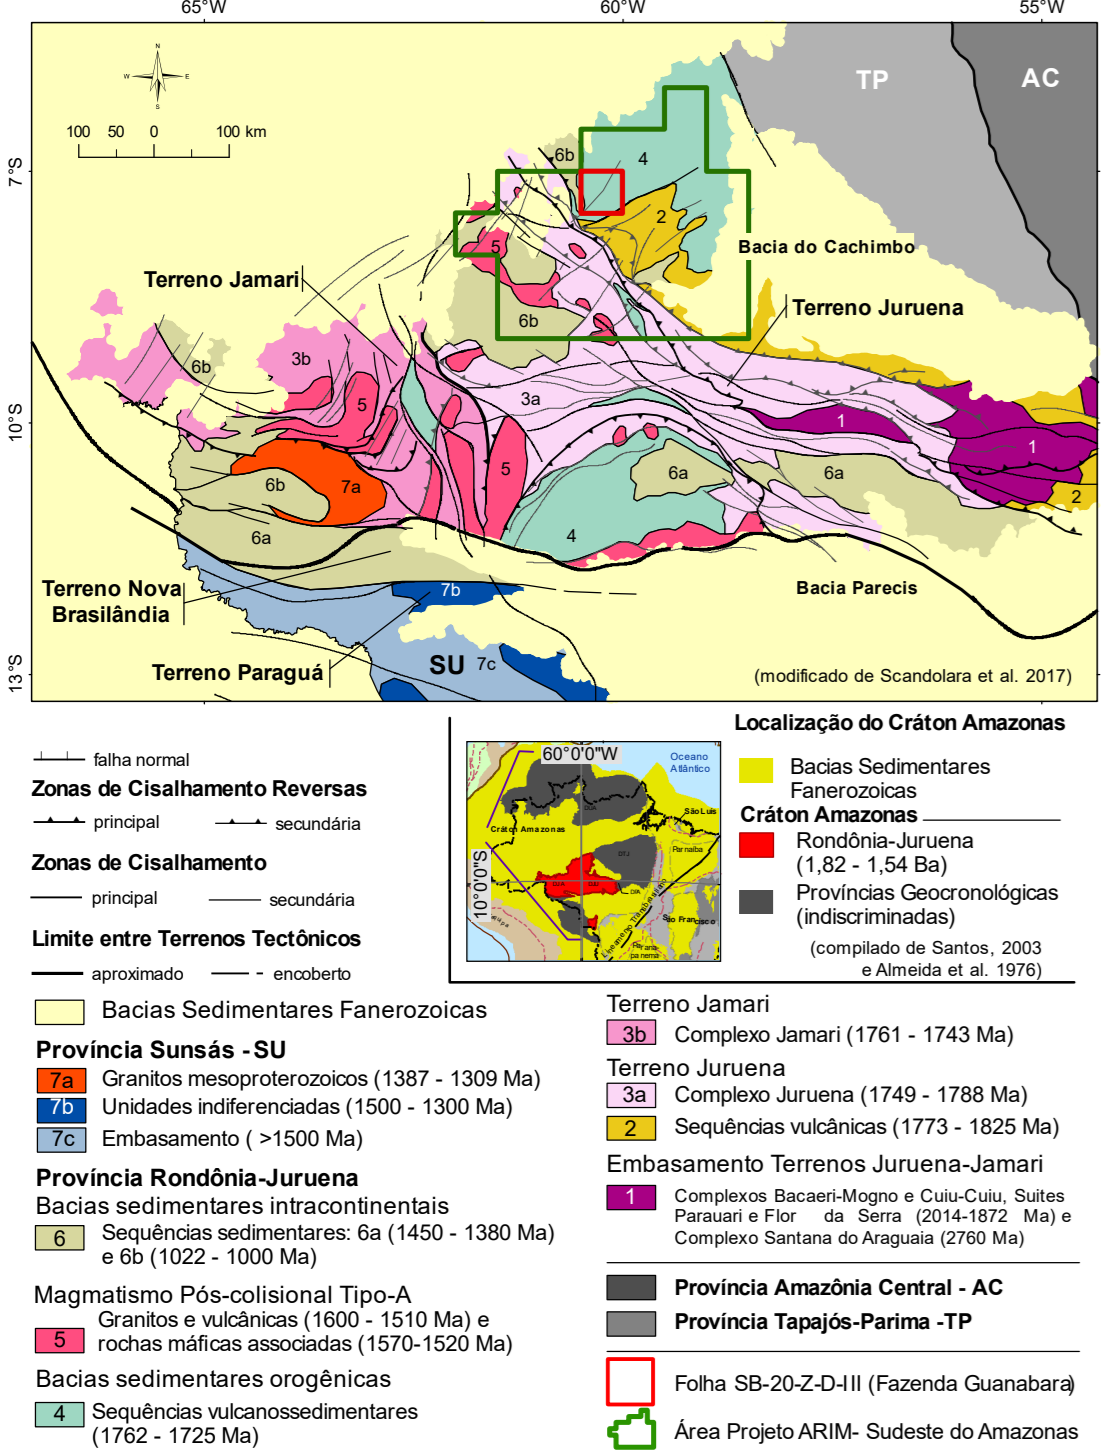 65°W
60°W
55°W
N
W
E
S
TP
AC
100 50 0 100 km
7°S
6b
4
2
5
Bacia do Cachimbo
Terreno Jamari
Terreno Juruena
6b
3b
6b
5
3a
10°S
1
1
5
6a
6a
6b
7a
2
6a
4
Terreno Nova
Brasilândia
7b
Bacia Parecis
Terreno Paraguá
SU
7c
13°S
(modificado de Scandolara et al. 2017)
falha normal
Zonas de Cisalhamento Reversas
principal
secundária
Zonas de Cisalhamento
principal
secundária
Limite entre Terrenos Tectônicos
aproximado
encoberto
Localização do Cráton Amazonas
60°0'0"W
10°0'0"S
Oceano
Atlântico
Cráton Amazonas
São Luis
Parnaíba
São Francisco
Lineamento Transbrasiliano
Parana-
panema
Bacias Sedimentares
Fanerozoicas
Cráton Amazonas
Rondônia-Juruena
(1,82 - 1,54 Ba)
Províncias Geocronológicas
(indiscriminadas)
(compilado de Santos, 2003
e Almeida et al. 1976)
Bacias Sedimentares Fanerozoicas
Província Sunsás - SU
7a Granitos mesoproterozoicos (1387 - 1309 Ma)
7b Unidades indiferenciadas (1500 - 1300 Ma)
7c Embasamento ( >1500 Ma)
Província Rondônia-Juruena
Bacias sedimentares intracontinentais
6 Sequências sedimentares: 6a (1450 - 1380 Ma)
e 6b (1022 - 1000 Ma)
Magmatismo Pós-colisional Tipo-A
5 Granitos e vulcânicas (1600 - 1510 Ma) e
rochas máficas associadas (1570-1520 Ma)
Bacias sedimentares orogênicas
4 Sequências vulcanossedimentares
(1762 - 1725 Ma)
Terreno Jamari
3b Complexo Jamari (1761 - 1743 Ma)
Terreno Juruena
3a Complexo Juruena (1749 - 1788 Ma)
2 Sequências vulcânicas (1773 - 1825 Ma)
Embasamento Terrenos Juruena-Jamari
1 Complexos Bacaeri-Mogno e Cuiu-Cuiu, Suites
Parauari e Flor da Serra (2014-1872 Ma) e
Complexo Santana do Araguaia (2760 Ma)
Província Amazônia Central - AC
Província Tapajós-Parima -TP
Folha SB-20-Z-D-III (Fazenda Guanabara)
Área Projeto ARIM- Sudeste do Amazonas